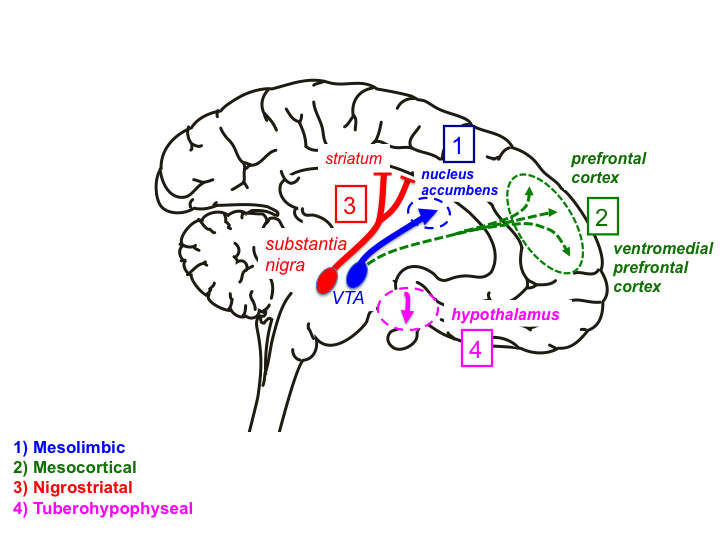 1
striatum
nucleus
accumbens
prefrontal
cortex
3
2
substantia
nigra
ventromedial
prefrontal
cortex
VTA
hypothalamus
4
1) Mesolimbic
2) Mesocortical
3) Nigrostriatal
4) Tuberohypophyseal